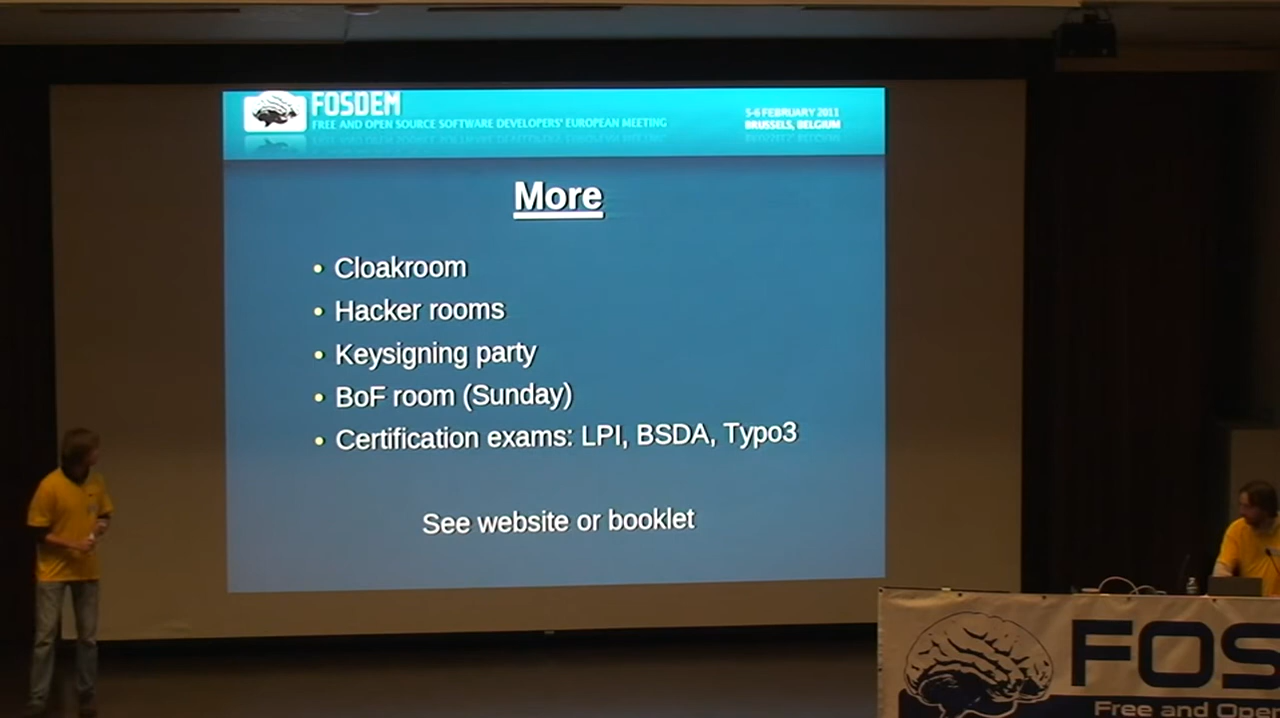 FOSDEM
FREE AND OPEN SOURCE SOFTWARE DEVELOPERS' EUROPEAN MEETING
5-6 FEBRUARY 2011
BRUSSELS, BELGIUM
More
• Cloakroom
• Hacker rooms
• Keysigning party
• BoF room (Sunday)
• Certification exams: LPI, BSDA, Typo3
See website or booklet
FOS
Free and Open